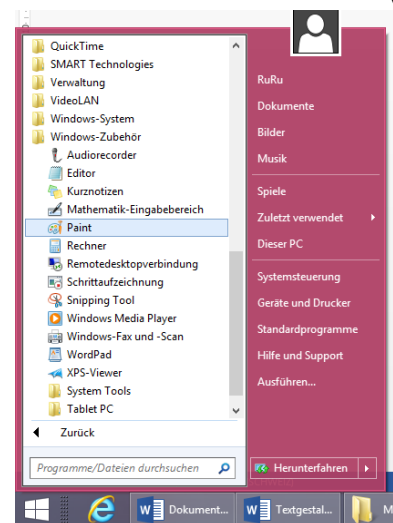 QuickTime
SMART Technologies
Verwaltung
VideoLAN
Windows-System
Windows-Zubehör
Audiorecorder
Editor
Kurznotizen
Mathematik-Eingabebereich
Paint
Rechner
Remotedesktopverbindung
Schrittaufzeichnung
Snipping Tool
Windows Media Player
Windows-Fax und -Scan
WordPad
XPS-Viewer
System Tools
Tablet PC
Zurück
Programme/Dateien durchsuchen
RuRu
Dokumente
Bilder
Musik
Spiele
Zuletzt verwendet
Dieser PC
Systemsteuerung
Geräte und Drucker
Standardprogramme
Hilfe und Support
Ausführen...
Herunterfahren
Dokument...
Textgestal...
M